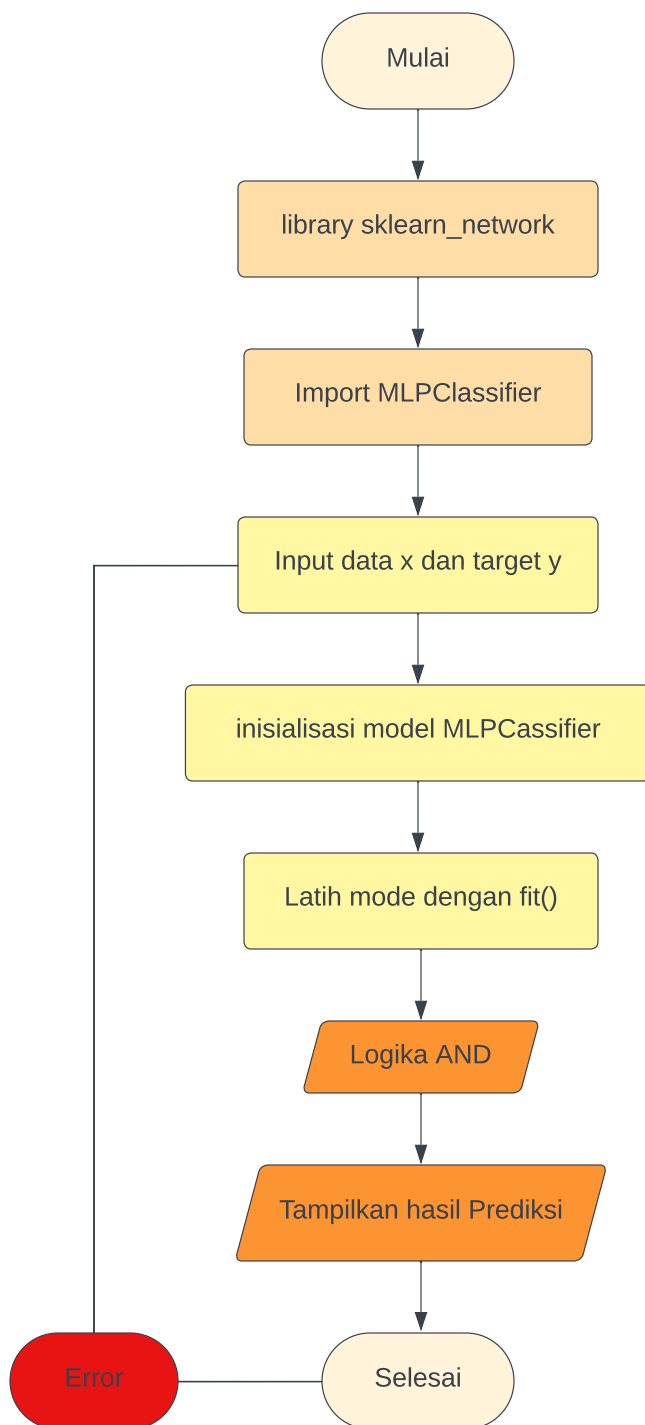 Mulai
library sklearn_network
Import MLPClassifier
Input data x dan target y
inisialisasi model MLPCassifier
Latih mode dengan fit()
Logika AND
Tampilkan hasil Prediksi
Error
Selesai